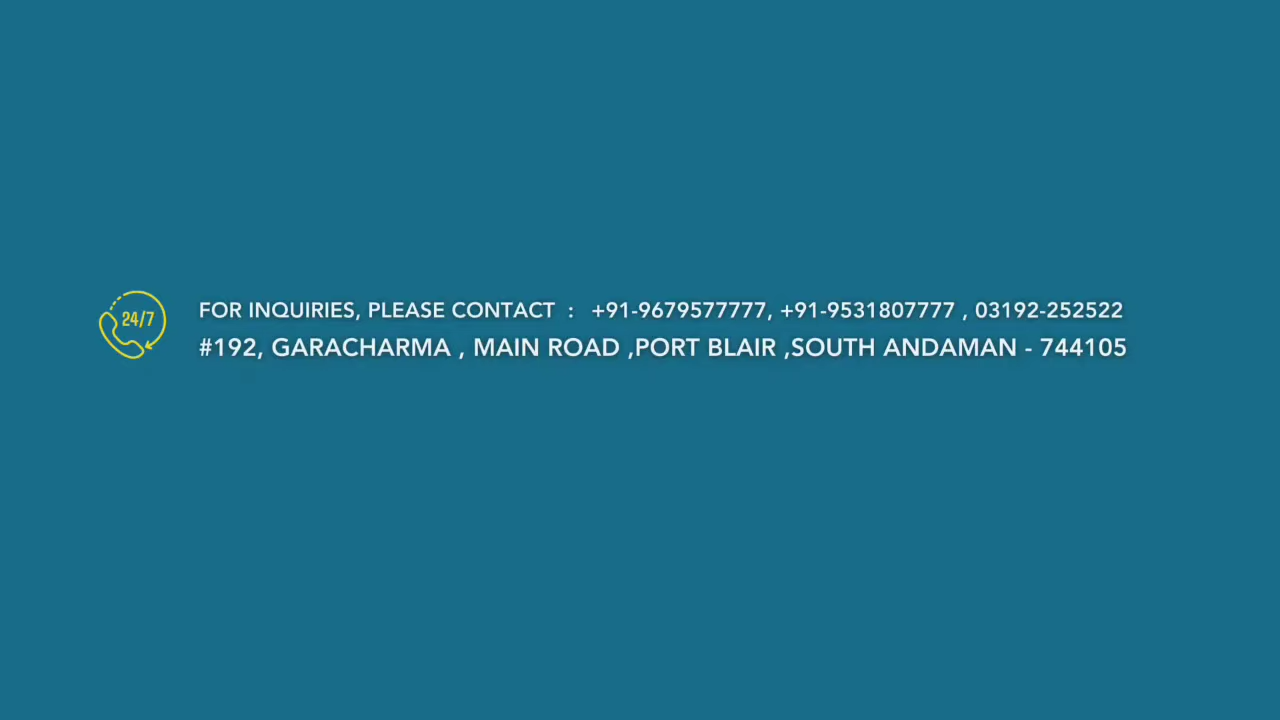 24/7
FOR INQUIRIES, PLEASE CONTACT : +91-9679577777, +91-9531807777 , 03192-252522
#192, GARACHARMA , MAIN ROAD ,PORT BLAIR ,SOUTH ANDAMAN - 744105